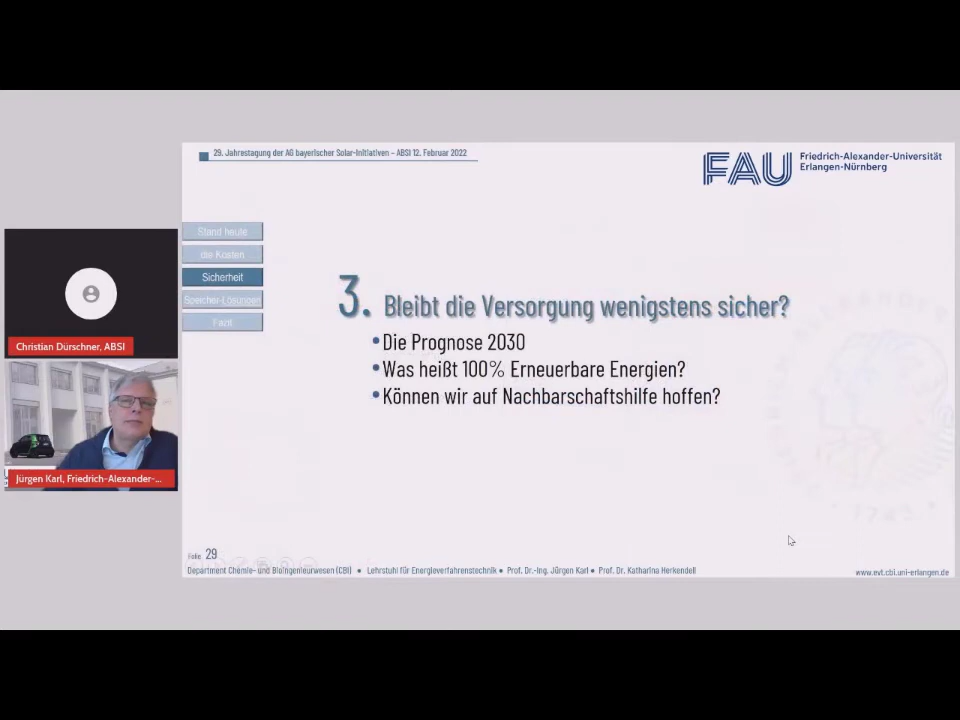 29. Jahrestagung der AG bayerischer Solar-Initiativen – ABSI 12. Februar 2022
FAU Friedrich-Alexander-Universität
Erlangen-Nürnberg
Stand heute
die Kosten
Sicherheit
Speicher-Lösungen
Fazit
3. Bleibt die Versorgung wenigstens sicher?
•Die Prognose 2030
•Was heißt 100% Erneuerbare Energien?
•Können wir auf Nachbarschaftshilfe hoffen?
Christian Dürschner, ABSI
Jürgen Karl, Friedrich-Alexander-...
Folie 29
Department Chemie- und Bioingenieurwesen (CBI) • Lehrstuhl für Energieverfahrenstechnik • Prof. Dr.-Ing. Jürgen Karl • Prof. Dr. Katharina Herkendell
www.evt.cbi.uni-erlangen.de
1743